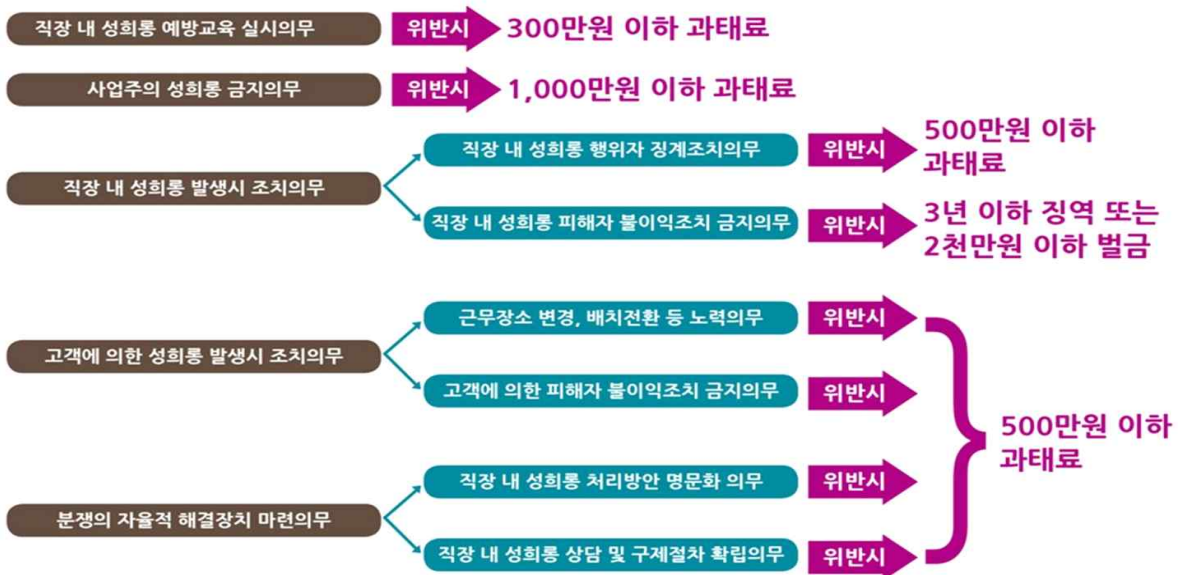 직장 내 성희롱 예방교육 실시의무
위반시
300만원 이하 과태료
사업주의 성희롱 금지의무
위반시
1,000만원 이하 과태료
직장 내 성희롱 발생시 조치의무
직장 내 성희롱 행위자 징계조치의무
위반시
500만원 이하
과태료
직장 내 성희롱 피해자 불이익조치 금지의무
위반시
3년 이하 징역 또는
2천만원 이하 벌금
고객에 의한 성희롱 발생시 조치의무
근무장소 변경, 배치전환 등 노력의무
위반시
고객에 의한 피해자 불이익조치 금지의무
위반시
500만원 이하
과태료
분쟁의 자율적 해결장치 마련의무
직장 내 성희롱 처리방안 명문화 의무
위반시
직장 내 성희롱 상담 및 구제절차 확립의무
위반시